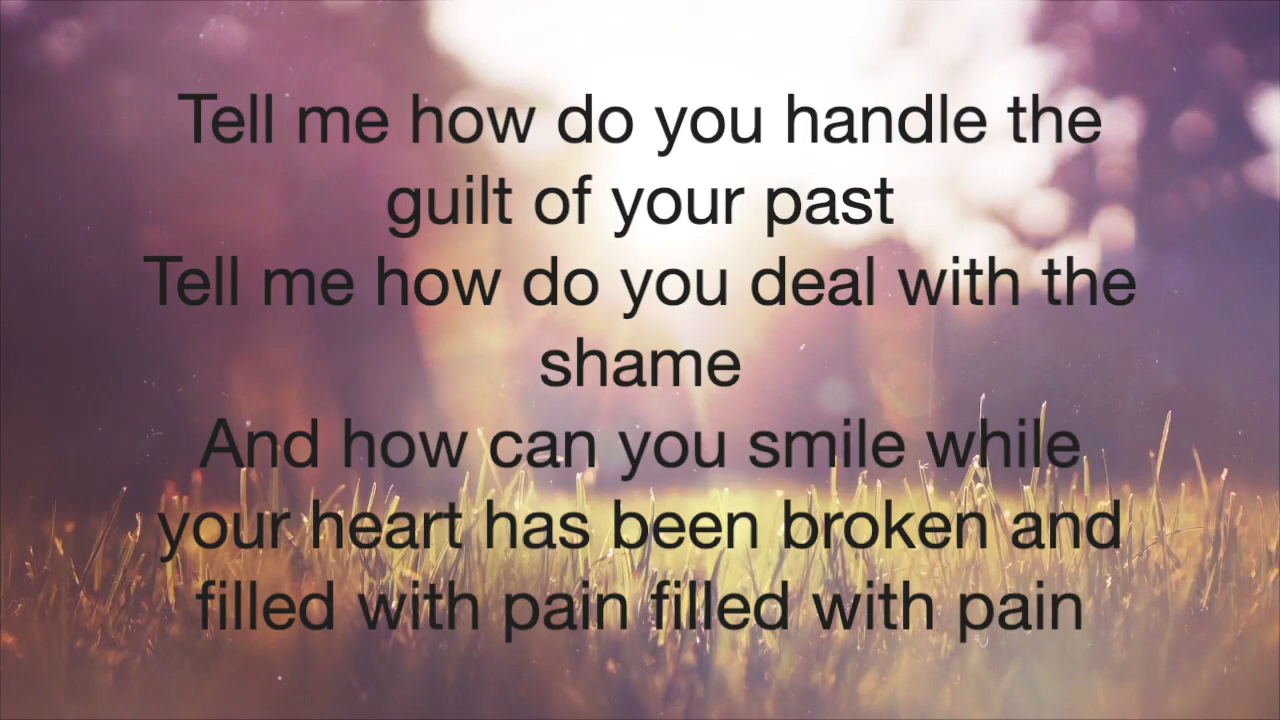 Tell me how do you handle the
guilt of your past
Tell me how do you deal with the
shame
And how can you smile while
your heart has been broken and
filled with pain filled with pain